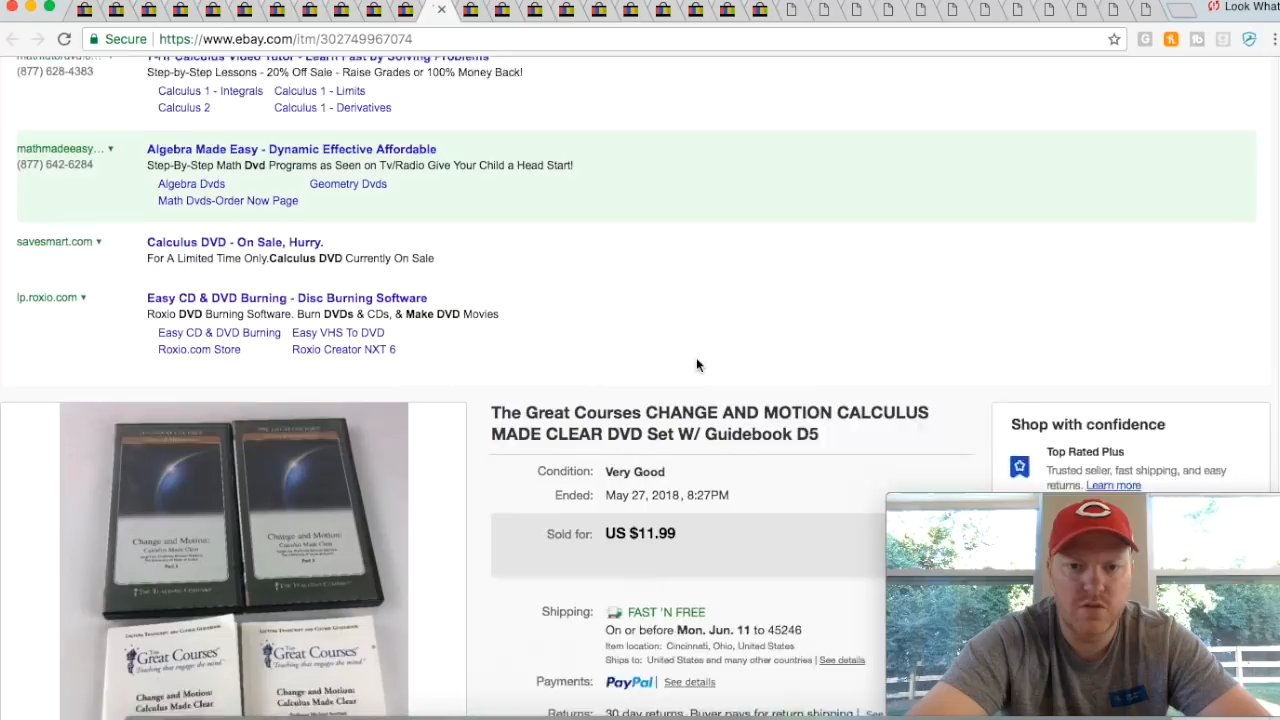 Look What
Secure
https://www.ebay.com/itm/302749967074
(877) 628-4383
Step-by-Step Lessons - 20% Off Sale - Raise Grades or 100% Money Back!
Calculus 1 - Integrals
Calculus 1 - Limits
Calculus 2
Calculus 1 - Derivatives
mathmadeeasy...
Algebra Made Easy - Dynamic Effective Affordable
(877) 642-6284
Step-By-Step Math Dvd Programs as Seen on Tv/Radio Give Your Child a Head Start!
Algebra Dvds
Geometry Dvds
Math Dvds-Order Now Page
savesmart.com
Calculus DVD - On Sale, Hurry.
For A Limited Time Only.Calculus DVD Currently On Sale
lp.roxio.com
Easy CD & DVD Burning - Disc Burning Software
Roxio DVD Burning Software. Burn DVDs & CDs, & Make DVD Movies
Easy CD & DVD Burning
Easy VHS To DVD
Roxio.com Store
Roxio Creator NXT 6
The Great Courses CHANGE AND MOTION CALCULUS
MADE CLEAR DVD Set W/ Guidebook D5
Condition: Very Good
Ended: May 27, 2018 , 8:27PM
Sold for: US $11.99
Shipping: FAST 'N FREE
On or before Mon. Jun. 11 to 45246
Item location: Cincinnati, Ohio, United States
Ships to: United States and many other countries | See details
Payments: PayPal | See details
Returns: 30 day returns. Buyer pays for return shipping | See
Shop with confidence
Top Rated Plus
Trusted seller, fast shipping, and easy
returns. Learn more
Change and Motion:
Calculus Made Clear
Change and Motion:
Calculus Made Clear
The
Great Courses
Change and Motion:
Calculus Made Clear
The
Great Courses
Change and Motion:
Calculus Made Clear